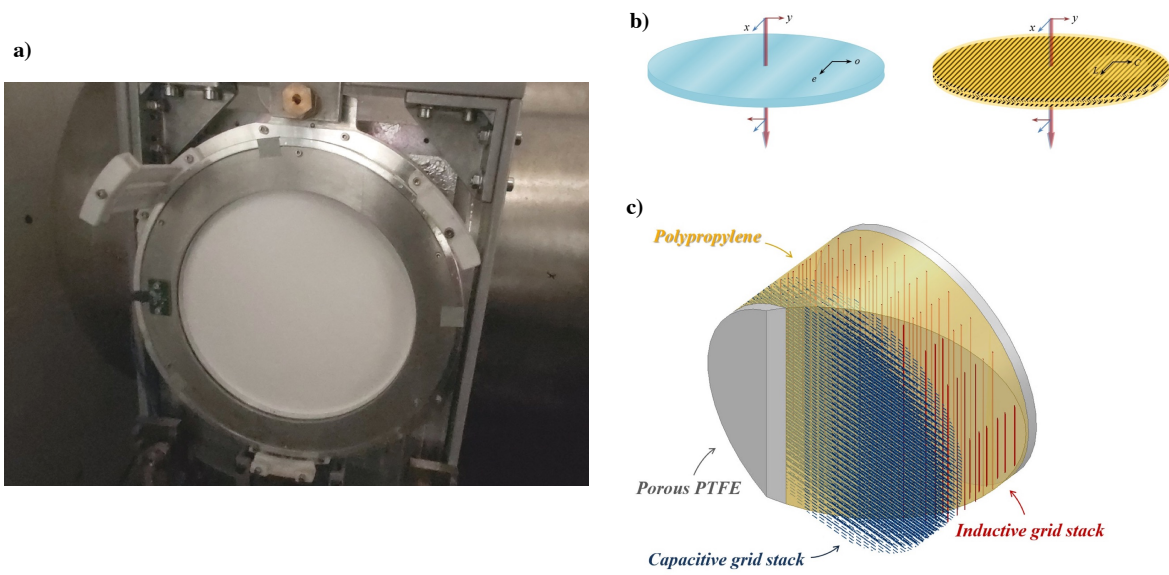 a)
b)
x
y
e
o
x
y
L
C
c)
Polypropylene
Porous PTFE
Capacitive grid stack
Inductive grid stack